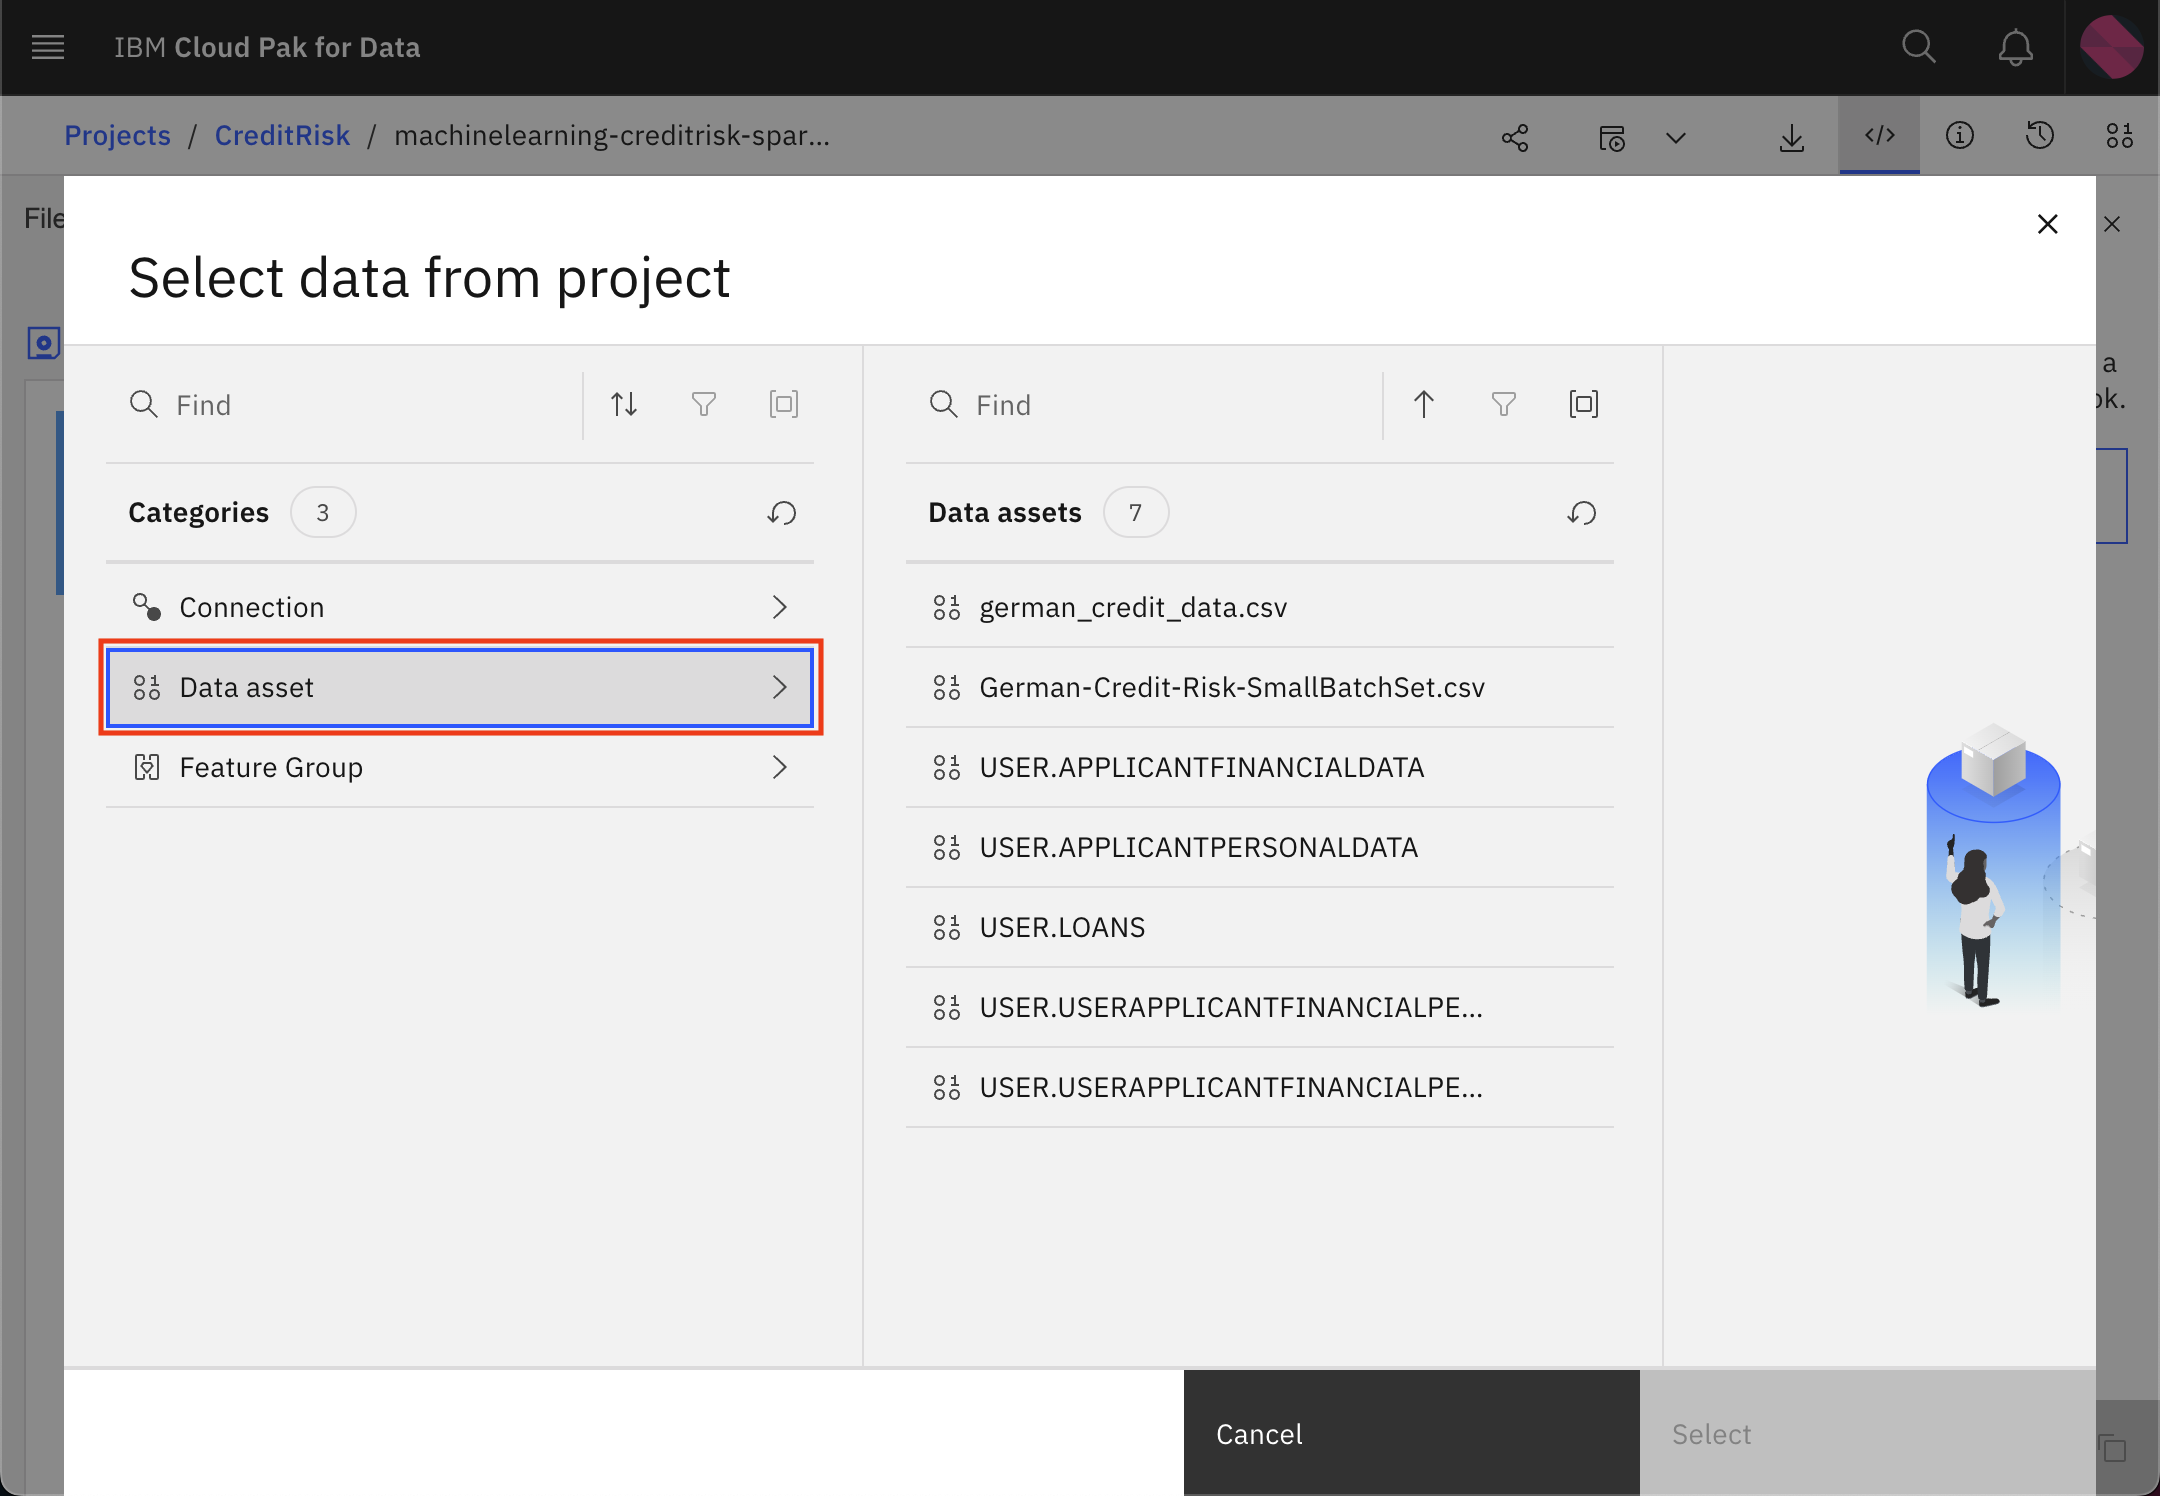 IBM Cloud Pak for Data
Projects / CreditRisk / machinelearning-creditrisk-spar...
File
Select data from project
a
ok.
Find
Find
Categories 3
Data assets 7
Connection
Data asset
Feature Group
german_credit_data.csv
German-Credit-Risk-SmallBatchSet.csv
USER.APPLICANTFINANCIALDATA
USER.APPLICANTPERSONALDATA
USER.LOANS
USER.USERAPPLICANTFINANCIALPE...
USER.USERAPPLICANTFINANCIALPE...
Cancel
Select